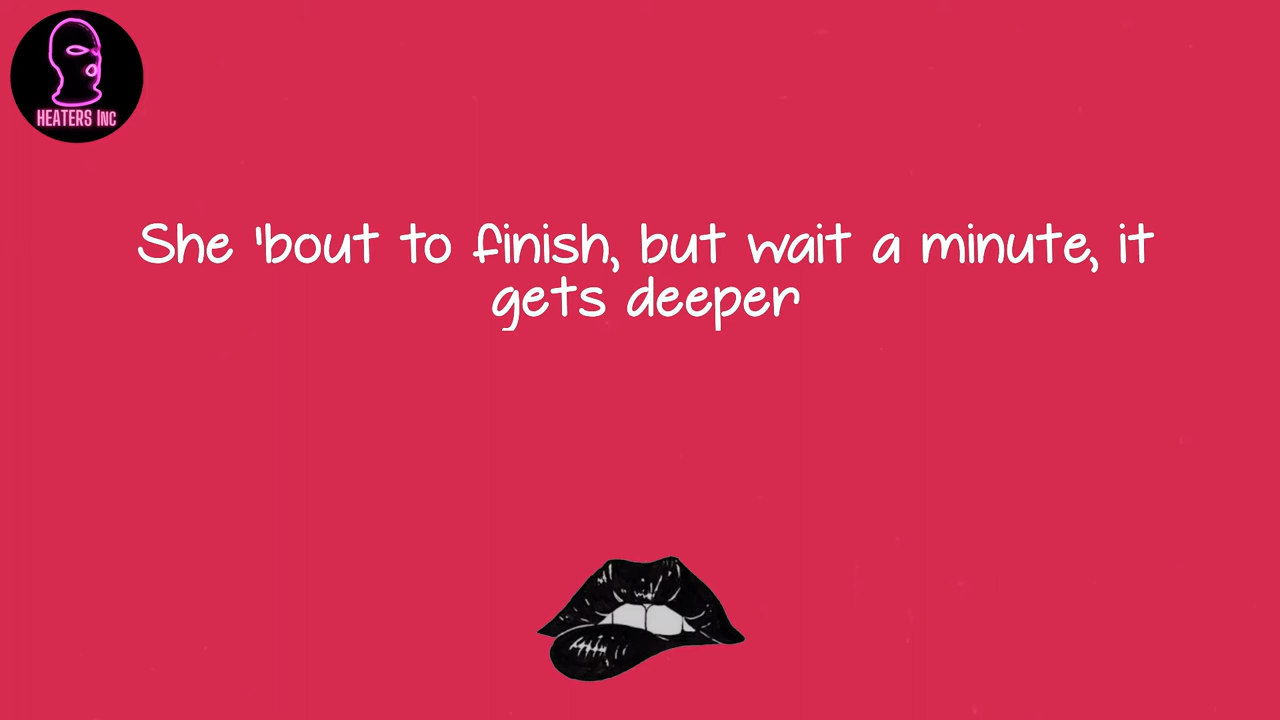 HEATERS Inc
She 'bout to finish, but wait a minute, it
gets deeper